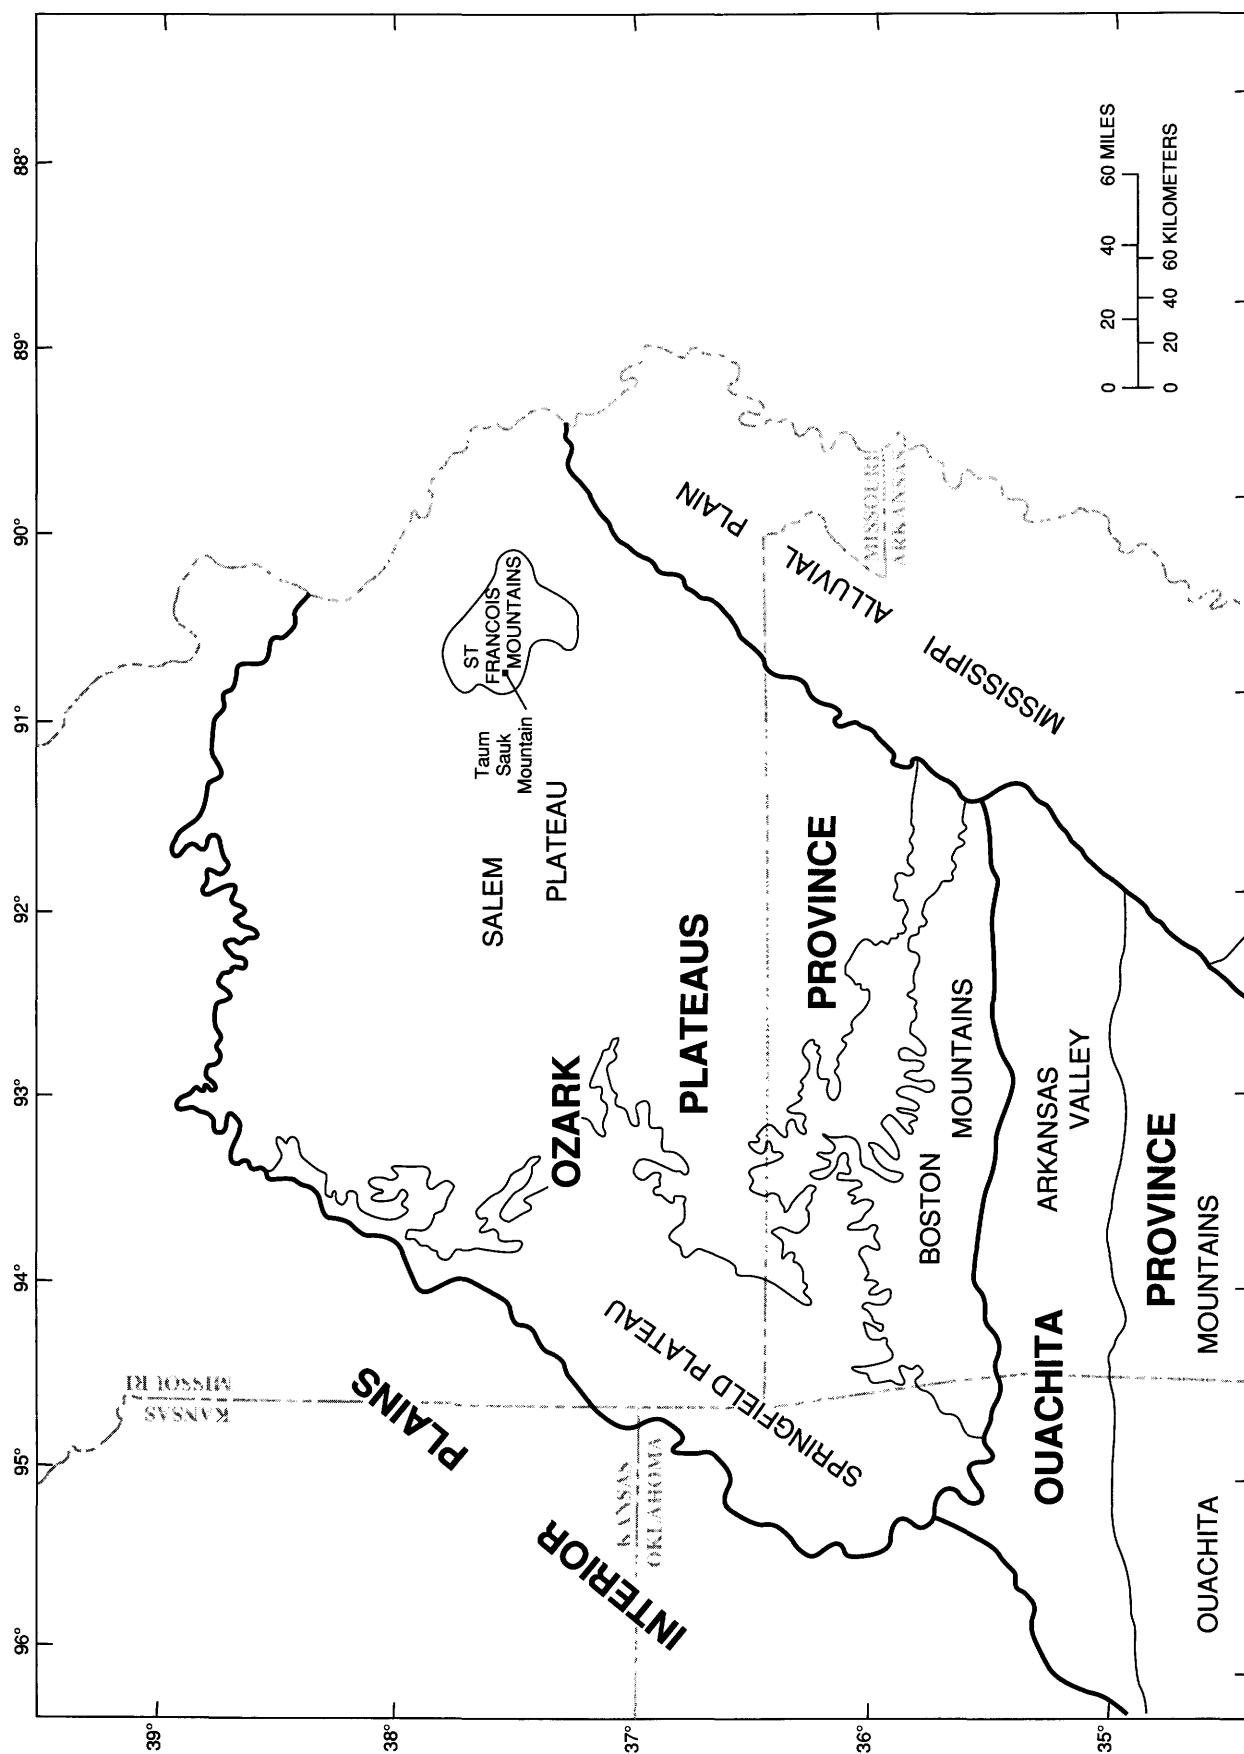 96°
95°
94°
93°
92°
91°
90°
89°
88°
39°
38°
37°
36°
35°
KANSAS
MISSOURI
INTERIOR
PLAINS
KANSAS
OKLAHOMA
SPRINGFIELD PLATEAU
OZARK
PLATEAUS
PROVINCE
SALEM
PLATEAU
Taum
Sauk
Mountain
ST
FRANCOIS
MOUNTAINS
BOSTON
MOUNTAINS
MISSISSIPPI
ALLUVIAL
PLAIN
MISSOURI
ARKANSAS
OUACHITA
PROVINCE
ARKANSAS
VALLEY
OUACHITA
MOUNTAINS
0 20 40 60 MILES
0 20 40 60 KILOMETERS